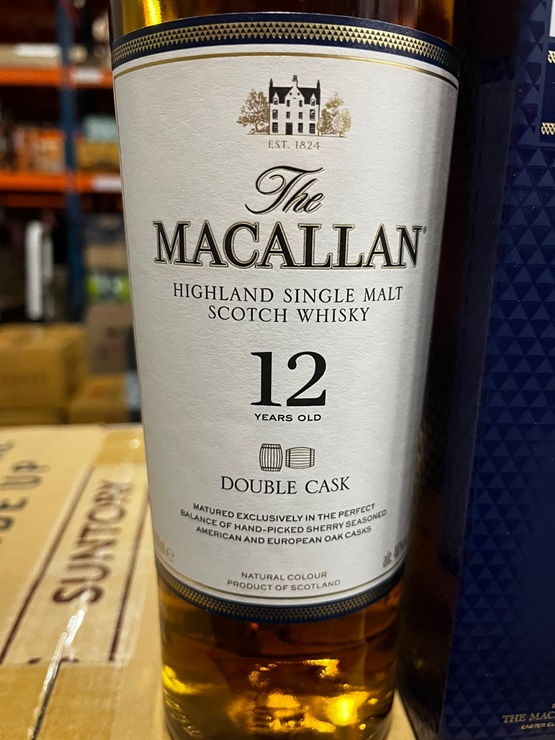 EST. 1824
The
MACALLAN
HIGHLAND SINGLE MALT
SCOTCH WHISKY
12
YEARS OLD
DOUBLE CASK
MATURED EXCLUSIVELY IN THE PERFECT
BALANCE OF HAND-PICKED SHERRY SEASONED
AMERICAN AND EUROPEAN OAK CASKS
NATURAL COLOUR
PRODUCT OF SCOTLAND
SUNTORY
UP
THE MAC